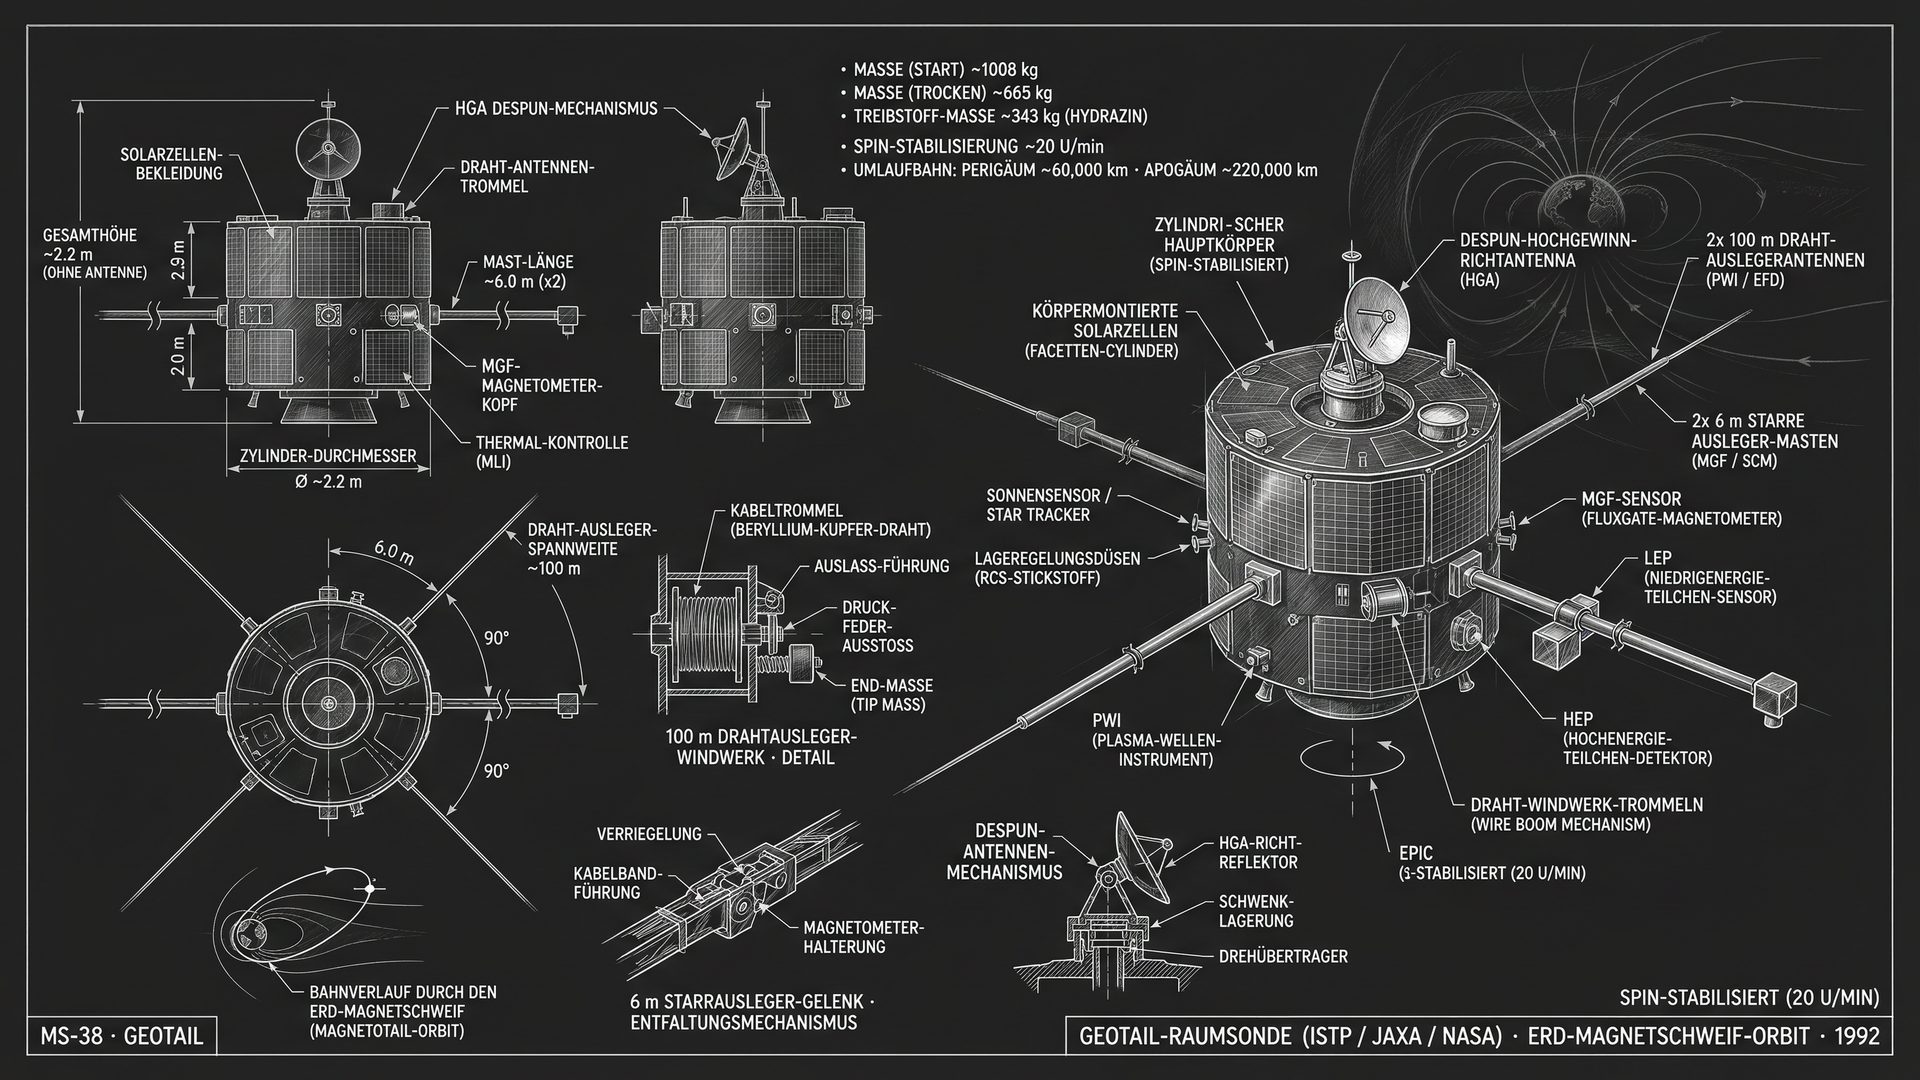 • MASSE (START) ~1008 kg
• MASSE (TROCKEN) ~665 kg
• TREIBSTOFF-MASSE ~343 kg (HYDRAZIN)
• SPIN-STABILISIERUNG ~20 U/min
• UMLAUFBAHN: PERIGÄUM ~60,000 km · APOGÄUM ~220,000 km
HGA DESPUN-MECHANISMUS
SOLARZELLEN-
BEKLEIDUNG
DRAHT-ANTENNEN-
TROMMEL
GESAMTHÖHE
~2.2 m
(OHNE ANTENNE)
2.9 m
2.0 m
MAST-LÄNGE
~6.0 m (x2)
MGF-
MAGNETOMETER-
KOPF
THERMAL-KONTROLLE
(MLI)
ZYLINDER-DURCHMESSER
Ø ~2.2 m
ZYLINDRI-SCHER
HAUPTKÖRPER
(SPIN-STABILISIERT)
DESPUN-HOCHGEWINN-
RICHTANTENNA
(HGA)
2x 100 m DRAHT-
AUSLEGERANTENNEN
(PWI / EFD)
KÖRPERMONTIERTE
SOLARZELLEN
(FACETTEN-CYLINDER)
2x 6 m STARRE
AUSLEGER-MASTEN
(MGF / SCM)
SONNENSENSOR /
STAR TRACKER
MGF-SENSOR
(FLUXGATE-MAGNETOMETER)
LAGEREGELUNGSDÜSEN
(RCS-STICKSTOFF)
LEP
(NIEDRIGENERGIE-
TEILCHEN-SENSOR)
PWI
(PLASMA-WELLEN-
INSTRUMENT)
HEP
(HOCHENERGIE-
TEILCHEN-DETEKTOR)
DRAHT-WINDWERK-TROMMELN
(WIRE BOOM MECHANISM)
EPIC
(3-STABILISIERT (20 U/MIN)
6.0 m
DRAHT-AUSLEGER-
SPANNWEITE
~100 m
90°
90°
KABELTROMMEL
(BERYLLIUM-KUPFER-DRAHT)
AUSLASS-FÜHRUNG
DRUCK-
FEDER-
AUSSTOSS
END-MASSE
(TIP MASS)
100 m DRAHTAUSLEGER-
WINDWERK · DETAIL
VERRIEGELUNG
KABELBAND-
FÜHRUNG
MAGNETOMETER-
HALTERUNG
6 m STARRAUSLEGER-GELENK ·
ENTFALTUNGSMECHANISMUS
DESPUN-
ANTENNEN-
MECHANISMUS
HGA-RICHT-
REFLEKTOR
SCHWENK-
LAGERUNG
DREHÜBERTRAGER
BAHNVERLAUF DURCH DEN
ERD-MAGNETSCHWEIF
(MAGNETOTAIL-ORBIT)
SPIN-STABILISIERT (20 U/MIN)
MS-38 · GEOTAIL
GEOTAIL-RAUMSONDE (ISTP / JAXA / NASA) · ERD-MAGNETSCHWEIF-ORBIT · 1992